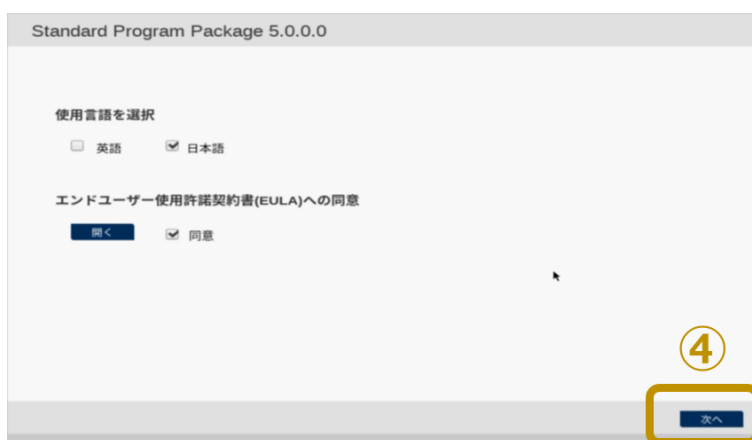 Standard Program Package 5.0.0.0
使用言語を選択
英語 日本語
エンドユーザー使用許諾契約書(EULA)への同意
開く 同意
④
次へ